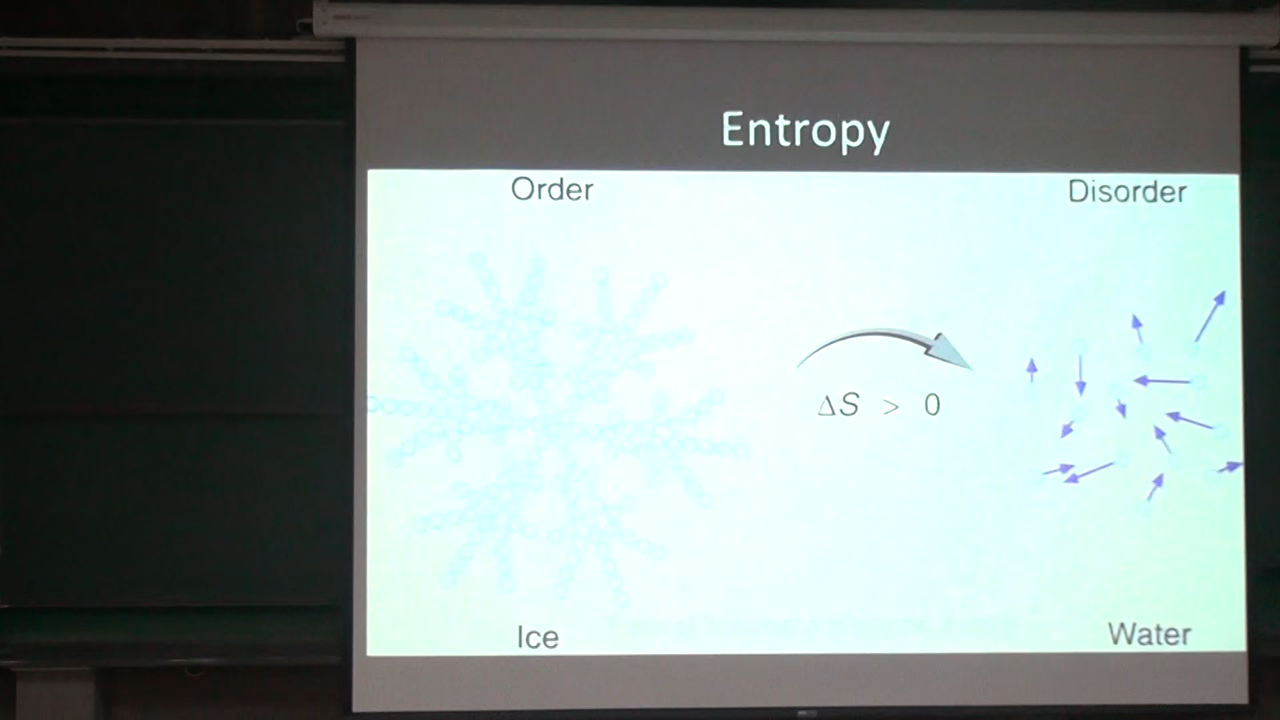 Entropy
Order
Disorder
ΔS > 0
Ice
Water